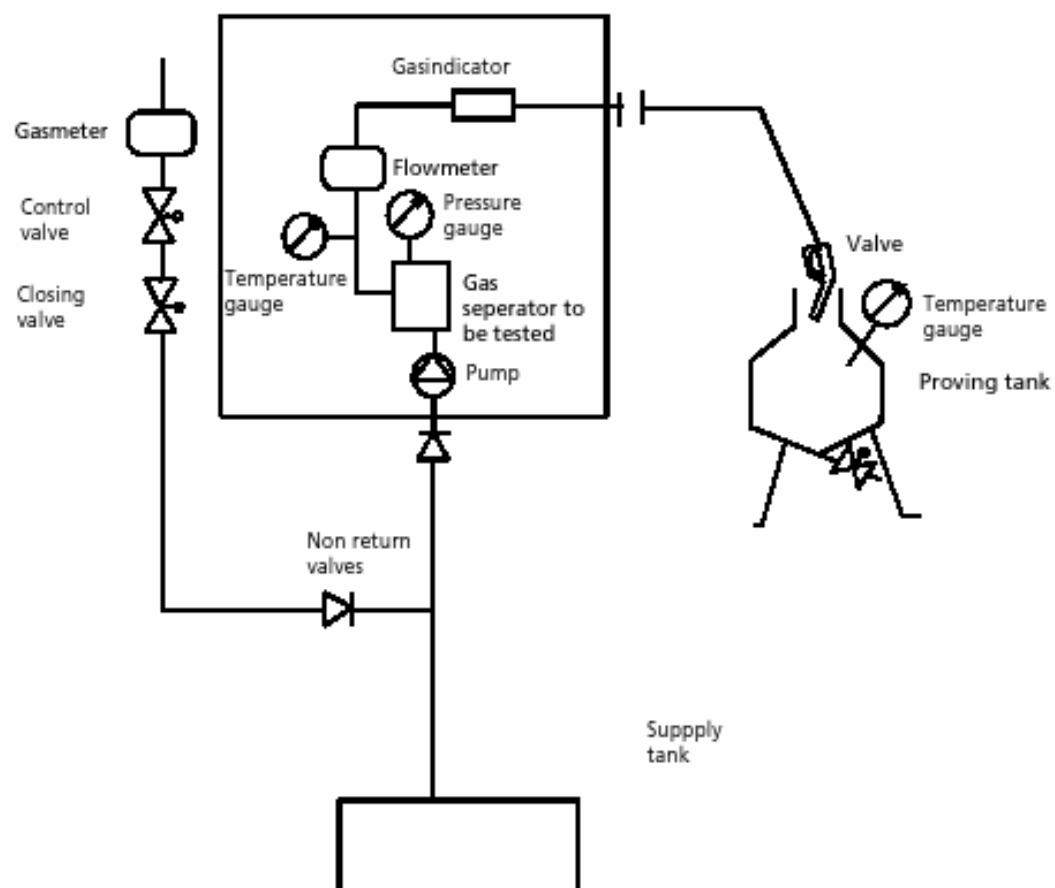 Gasindicator
Gasmeter
Flowmeter
Control
valve
Pressure
gauge
Valve
Temperature
gauge
Closing
valve
Gas
seperator to
be tested
Temperature
gauge
Pump
Proving tank
Non return
valves
Suppply
tank